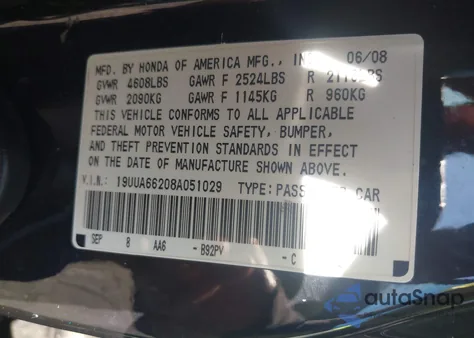 MFD. BY HONDA OF AMERICA MFG., 06/08
GVWR 4608LBS GAWR F 2524LBS R
GVWR 2090KG GAWR F 1145KG R 960KG
THIS VEHICLE CONFORMS TO ALL APPLICABLE
FEDERAL MOTOR VEHICLE SAFETY, BUMPER,
AND THEFT PREVENTION STANDARDS IN EFFECT
ON THE DATE OF MANUFACTURE SHOWN ABOVE.
V.I.N.: 19UUA66208A051029 TYPE: CAR
SEP 8 AA6 - B92PV - C
autoSnap